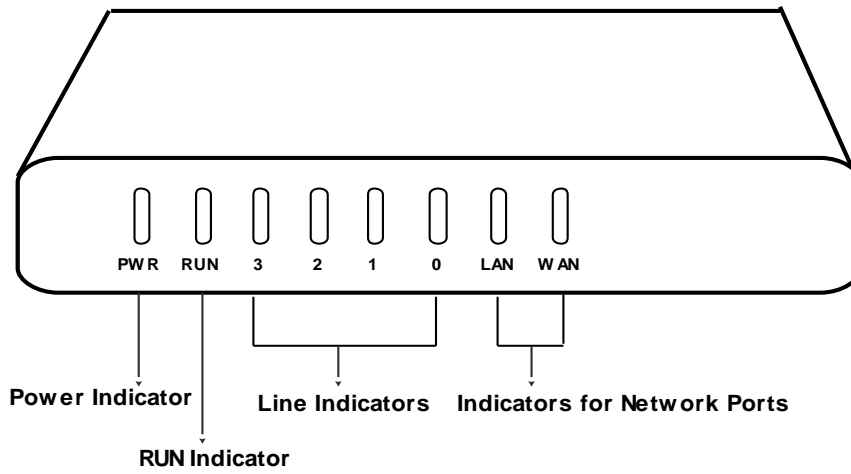 PWR RUN 3 2 1 0 LAN WAN
Power Indicator Line Indicators Indicators for Network Ports
RUN Indicator